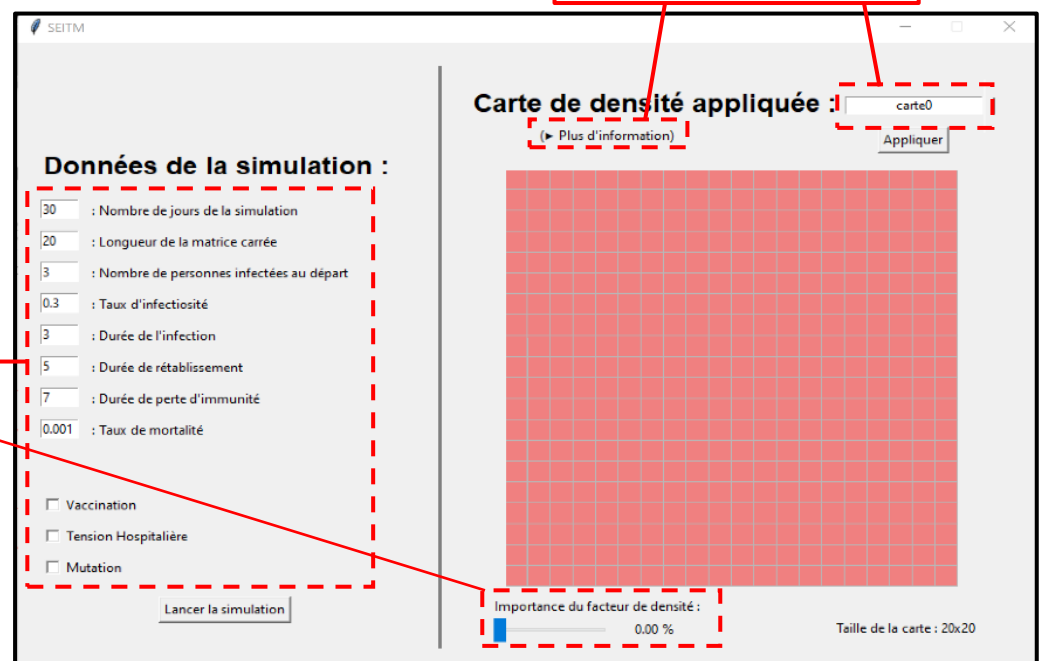 SEITM
Données de la simulation :
30 : Nombre de jours de la simulation
20 : Longueur de la matrice carrée
3 : Nombre de personnes infectées au départ
0.3 : Taux d'infectiosité
3 : Durée de l'infection
5 : Durée de rétablissement
7 : Durée de perte d'immunité
0.001 : Taux de mortalité
Vaccination
Tension Hospitalière
Mutation
Lancer la simulation
Carte de densité appliquée : carte0
(► Plus d'information)
Appliquer
Importance du facteur de densité :
0.00 %
Taille de la carte : 20x20